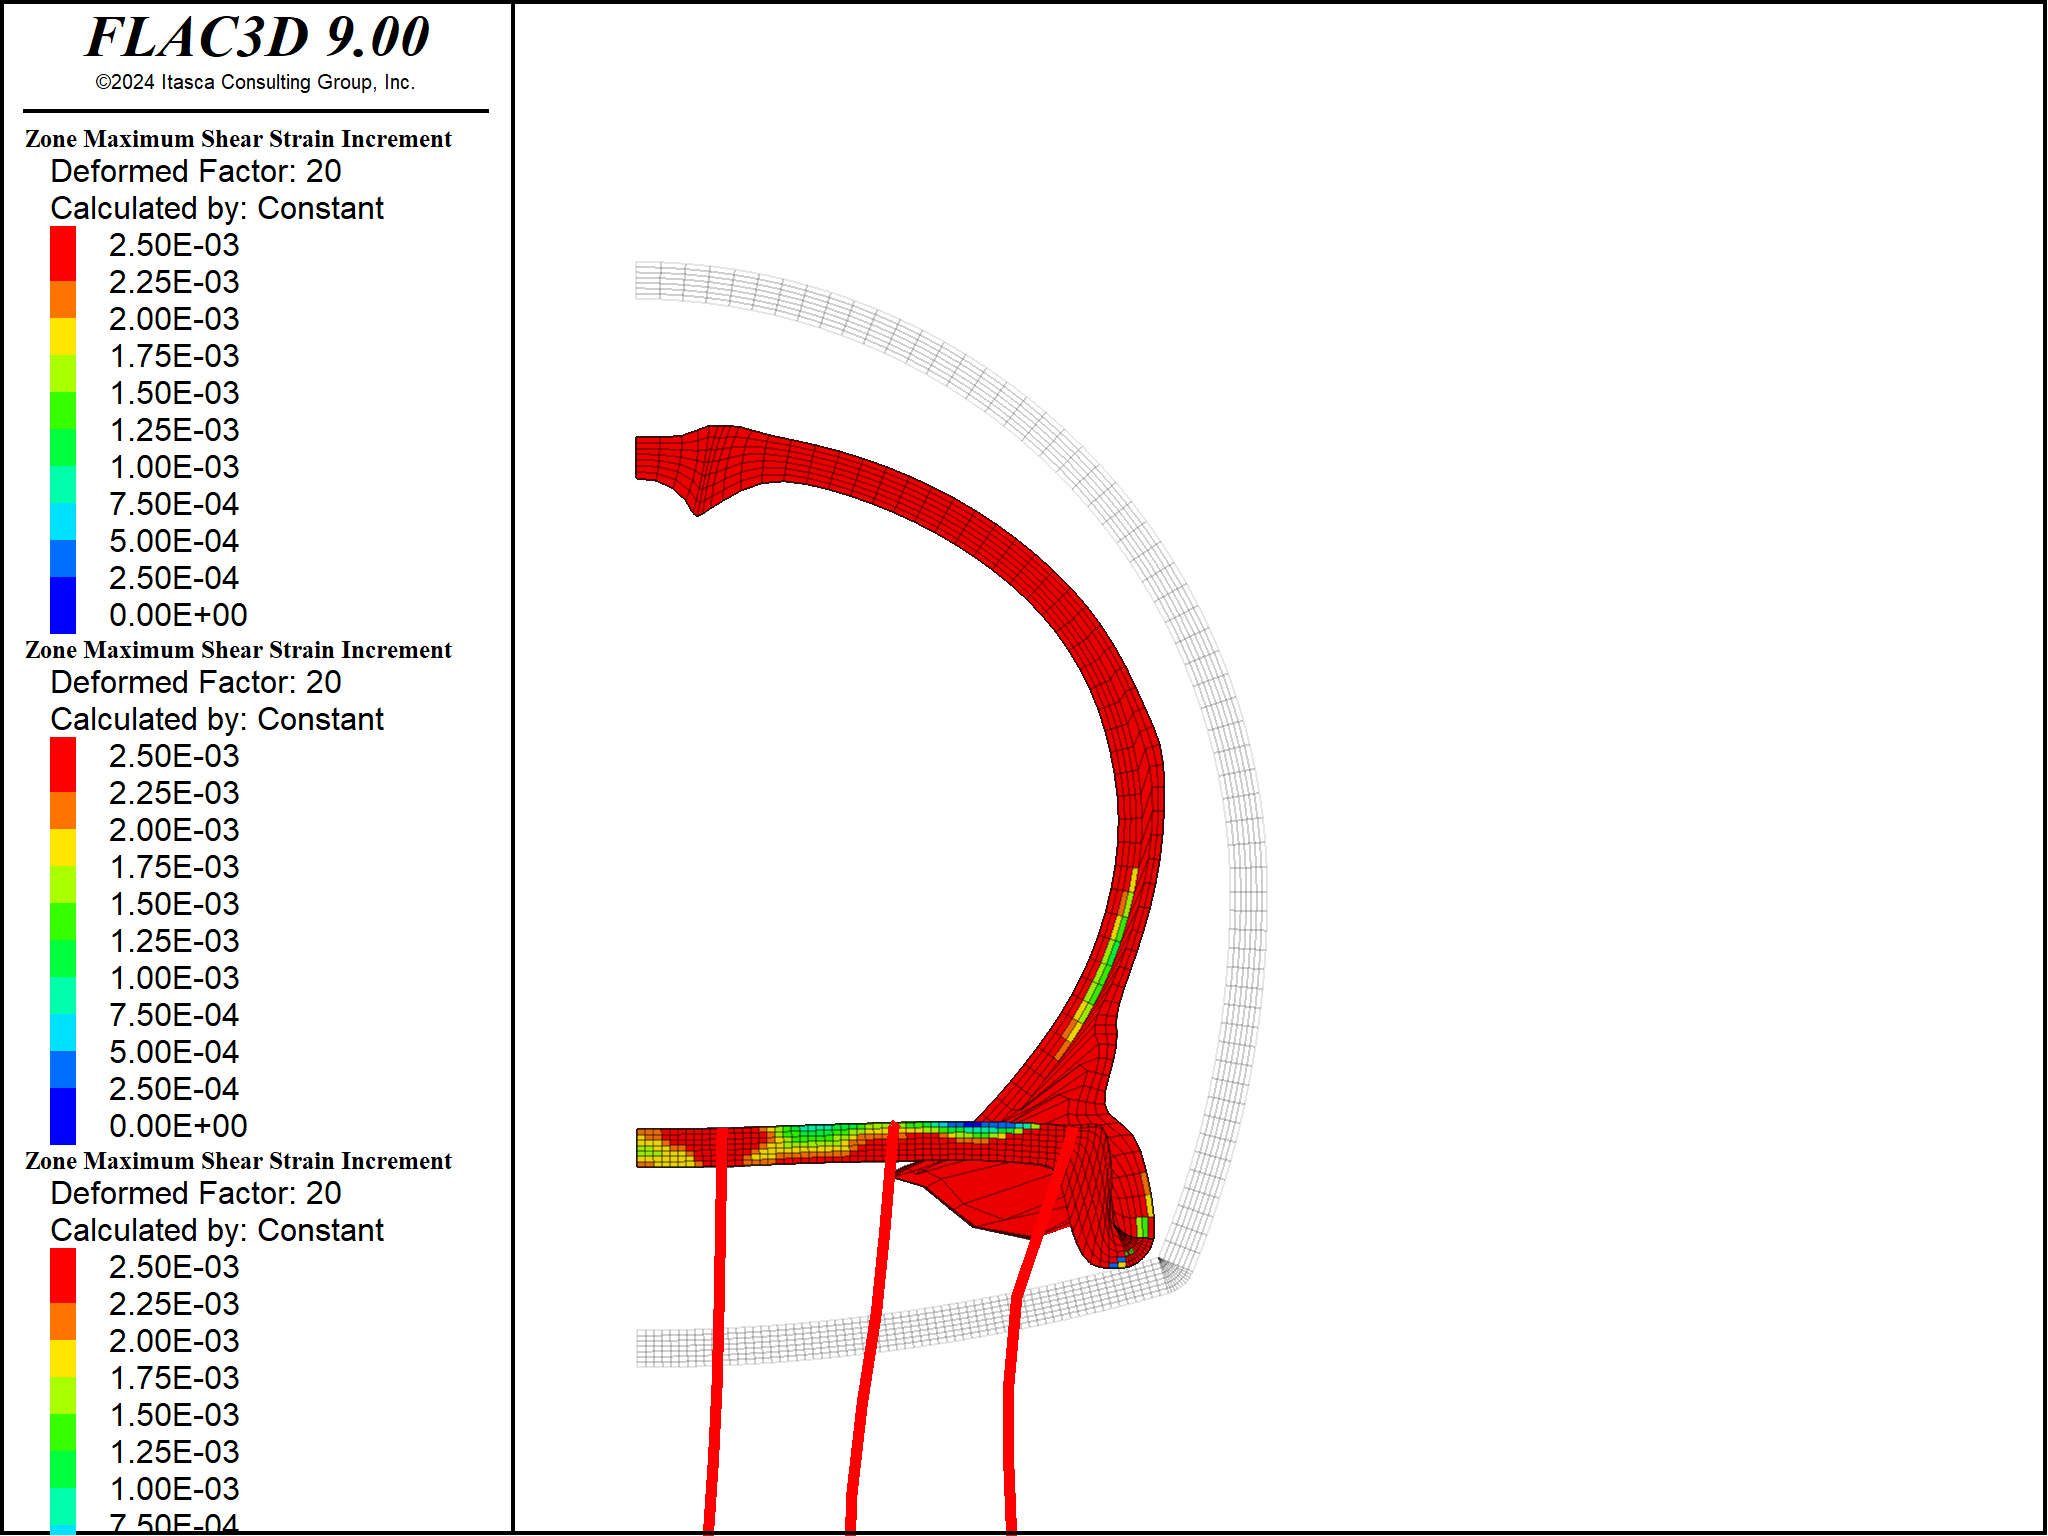 FLAC3D 9.00
©2024 Itasca Consulting Group, Inc.
Zone Maximum Shear Strain Increment
Deformed Factor: 20
Calculated by: Constant
2.50E-03
2.25E-03
2.00E-03
1.75E-03
1.50E-03
1.25E-03
1.00E-03
7.50E-04
5.00E-04
2.50E-04
0.00E+00
Zone Maximum Shear Strain Increment
Deformed Factor: 20
Calculated by: Constant
2.50E-03
2.25E-03
2.00E-03
1.75E-03
1.50E-03
1.25E-03
1.00E-03
7.50E-04
5.00E-04
2.50E-04
0.00E+00
Zone Maximum Shear Strain Increment
Deformed Factor: 20
Calculated by: Constant
2.50E-03
2.25E-03
2.00E-03
1.75E-03
1.50E-03
1.25E-03
1.00E-03
7.50E-04